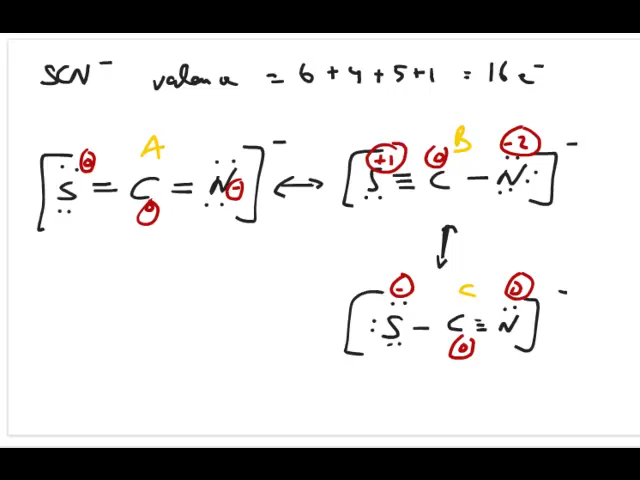 SCN⁻ valence = 6 + 4 + 5 + 1 = 16 e⁻
A B
[S = C = N]⁻ ↔ [S ≡ C − N]⁻
0 0 − +1 0 -2
C
[S − C ≡ N]⁻
− 0 0